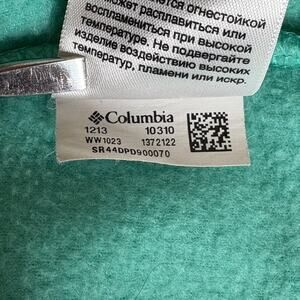 является огнестойкой
может расплавиться или
воспламениться при высокой
температуре. Не подвергайте
изделие воздействию высоких
температур, пламени или искр.
Columbia
1213 10310
WW1023 1372122
SR44DPD900070